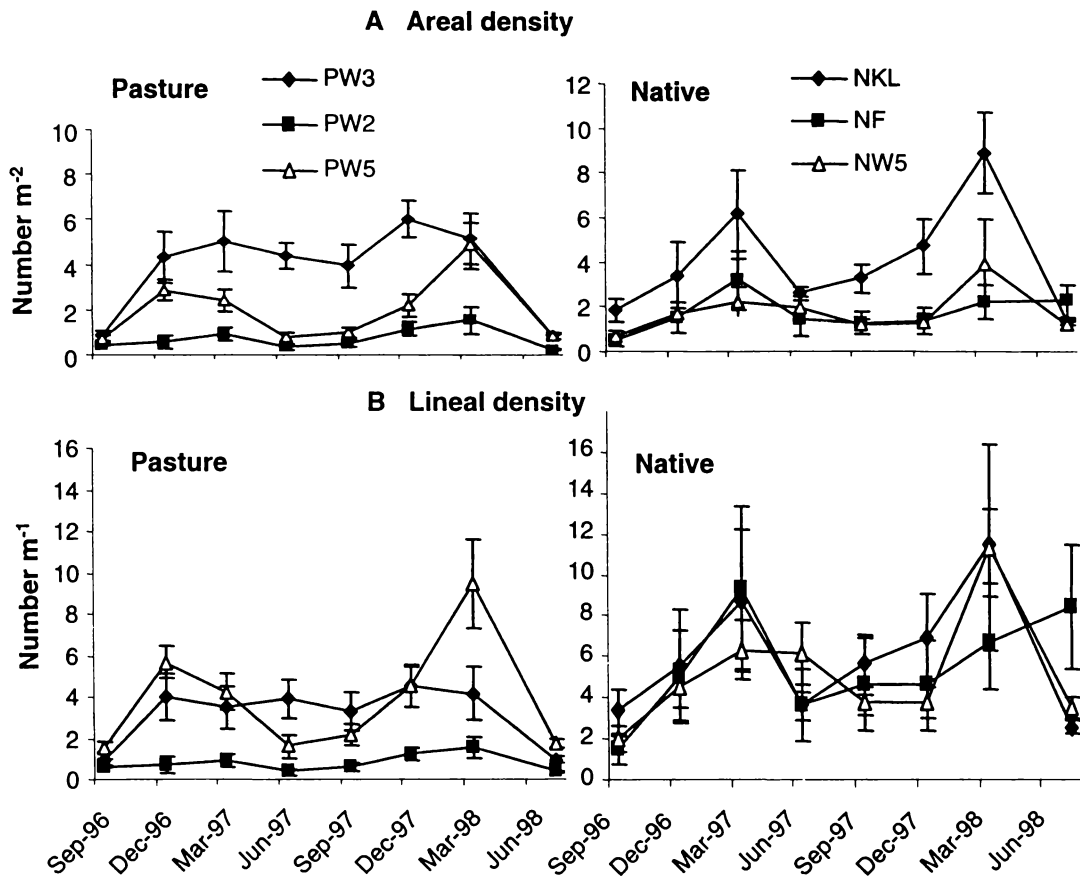 A Areal density
Pasture
PW3
PW2
PW5
Number m-2
10
8
6
4
2
0
Native
NKL
NF
NW5
12
10
8
6
4
2
0
B Lineal density
Pasture
Number m-1
16
14
12
10
8
6
4
2
0
Native
16
14
12
10
8
6
4
2
0
Sep-96
Dec-96
Mar-97
Jun-97
Sep-97
Dec-97
Mar-98
Jun-98
Sep-96
Dec-96
Mar-97
Jun-97
Sep-97
Dec-97
Mar-98
Jun-98